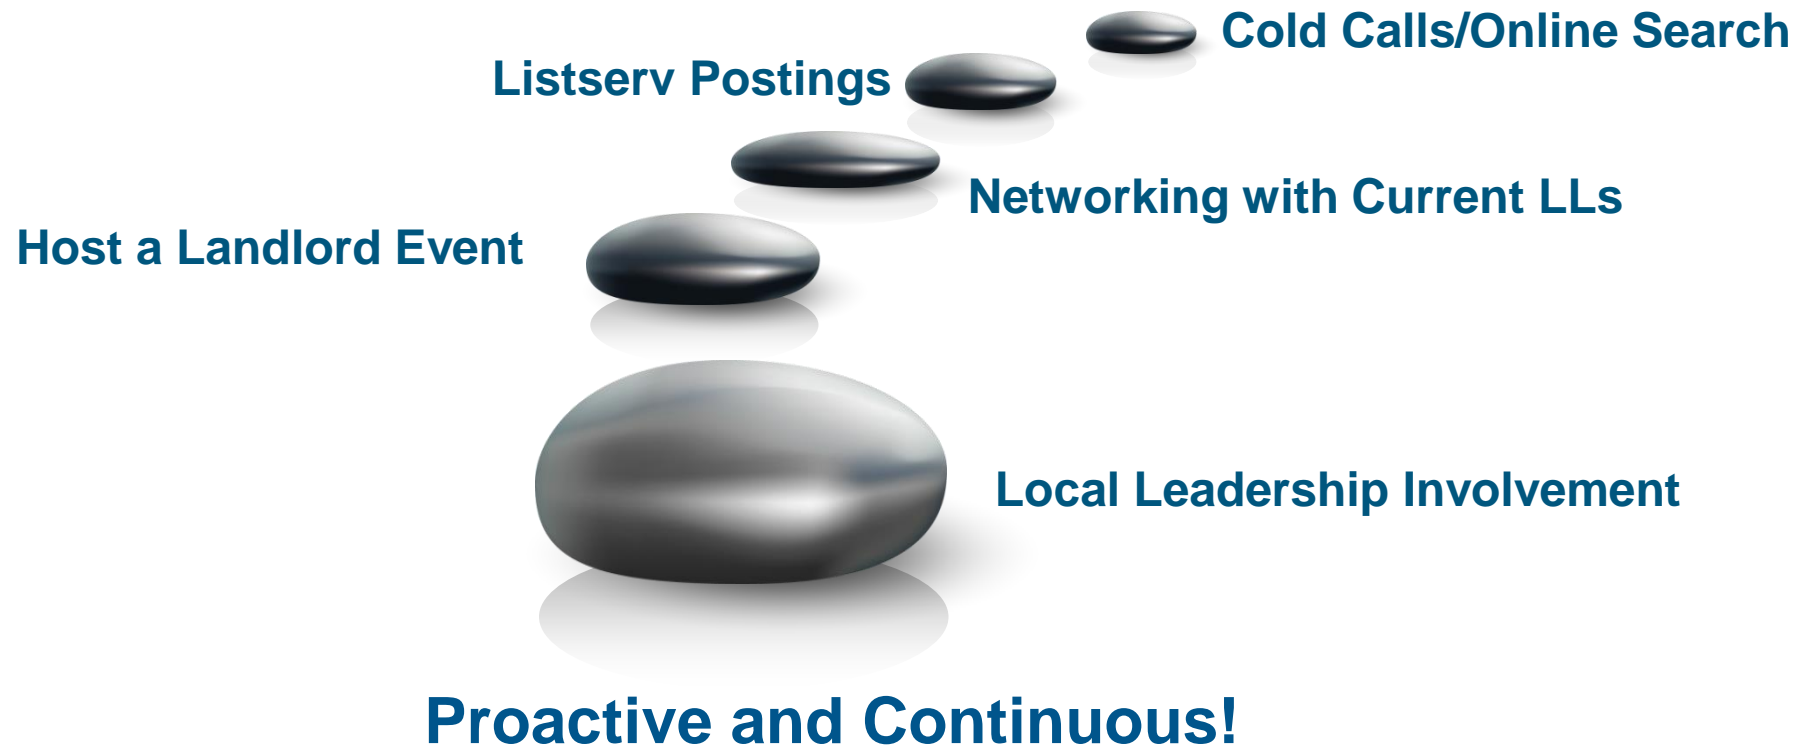 Cold Calls/Online Search
Listserv Postings
Networking with Current LLs
Host a Landlord Event
Local Leadership Involvement
Proactive and Continuous!